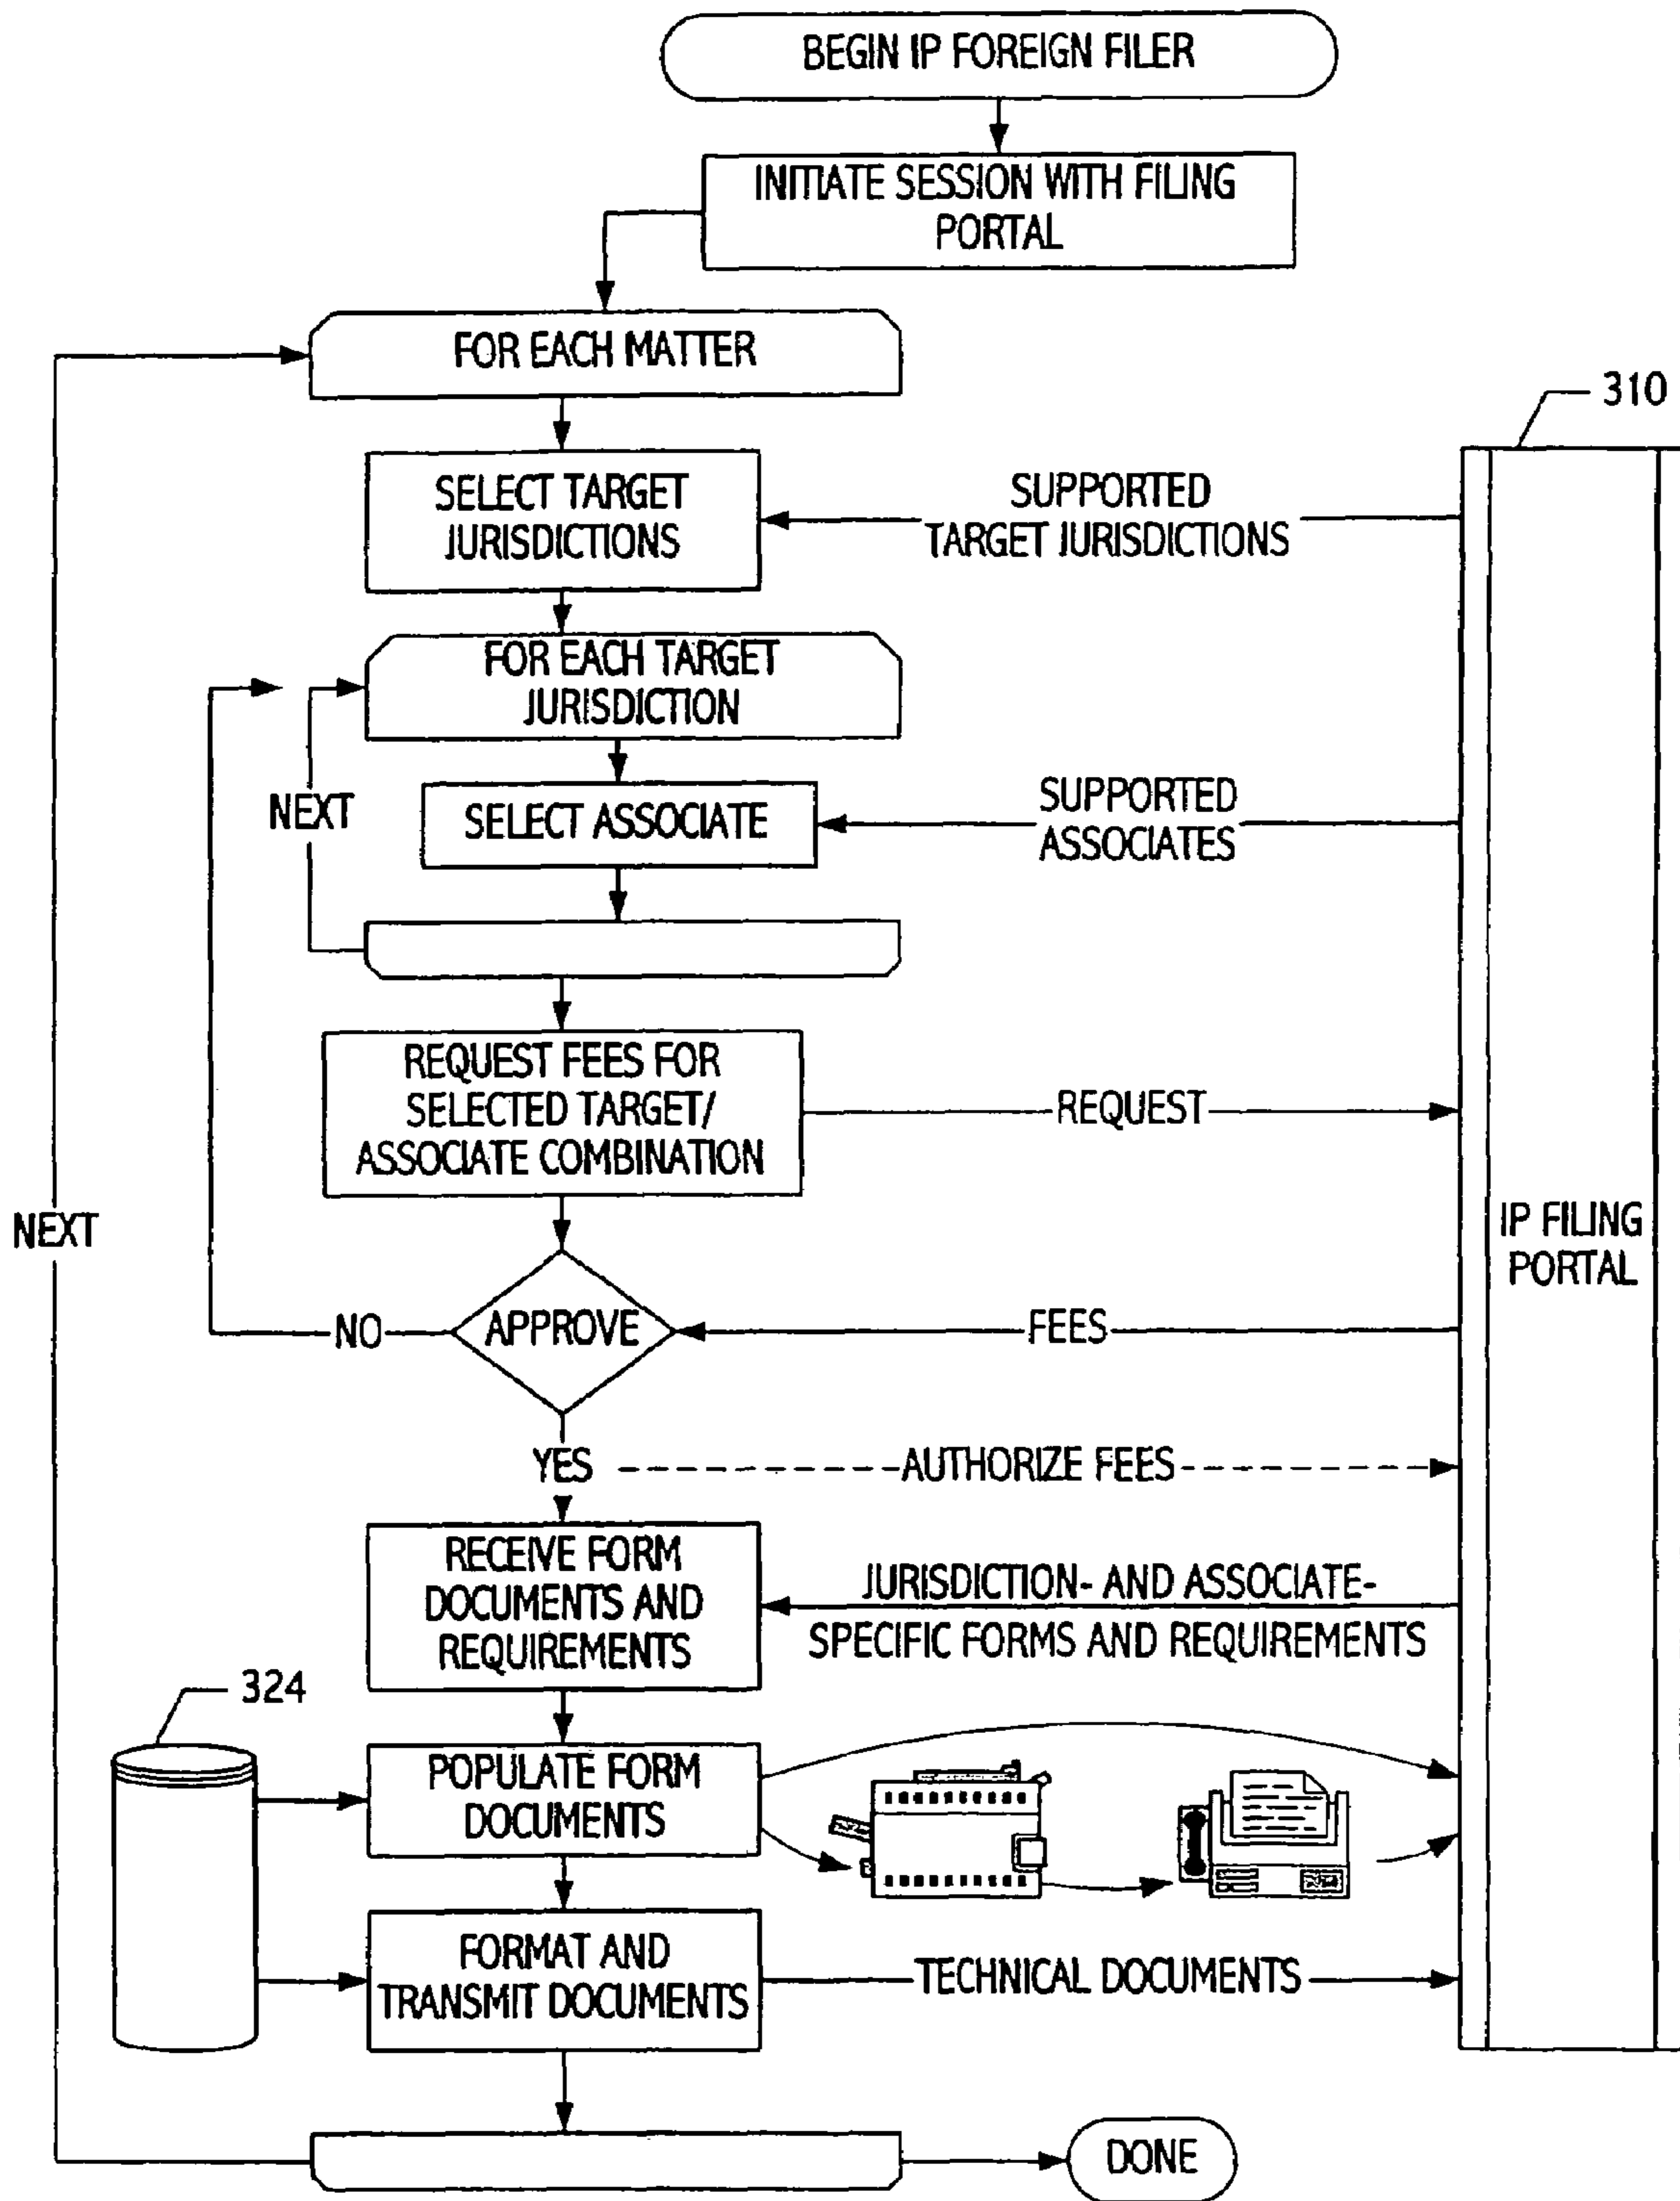 BEGIN IP FOREIGN FILER
INITIATE SESSION WITH FILING
PORTAL
FOR EACH MATTER
310
SELECT TARGET
JURISDICTIONS
SUPPORTED
TARGET JURISDICTIONS
FOR EACH TARGET
JURISDICTION
NEXT
SELECT ASSOCIATE
SUPPORTED
ASSOCIATES
REQUEST FEES FOR
SELECTED TARGET/
ASSOCIATE COMBINATION
REQUEST
NEXT
IP FILING
PORTAL
NO
APPROVE
FEES
YES
AUTHORIZE FEES
RECEIVE FORM
DOCUMENTS AND
REQUIREMENTS
JURISDICTION- AND ASSOCIATE-
SPECIFIC FORMS AND REQUIREMENTS
324
POPULATE FORM
DOCUMENTS
FORMAT AND
TRANSMIT DOCUMENTS
TECHNICAL DOCUMENTS
DONE